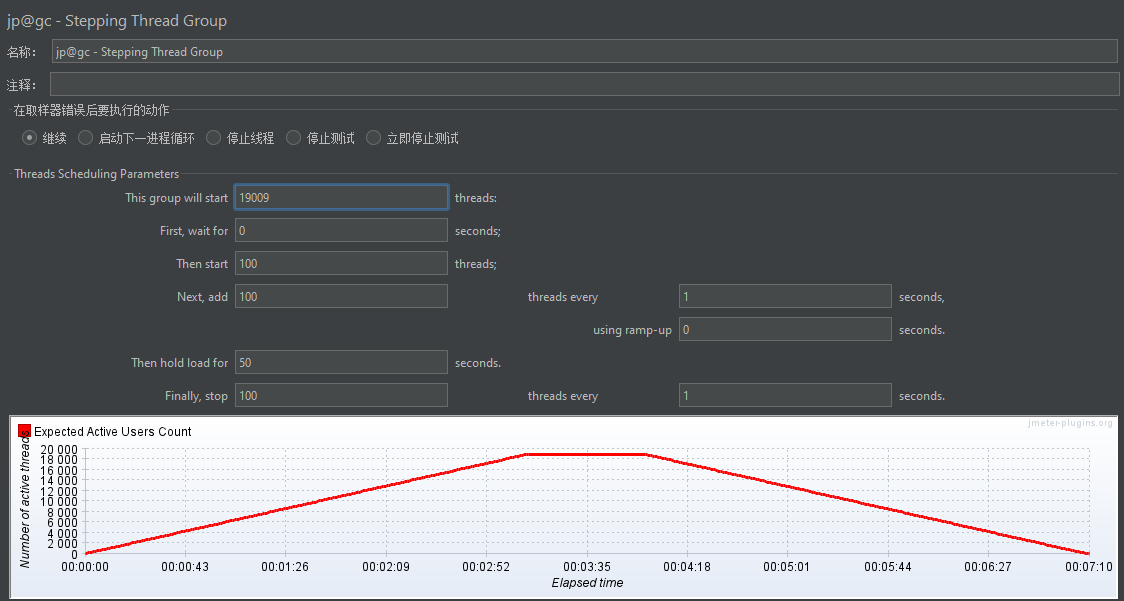 jp@gc - Stepping Thread Group
名称： jp@gc - Stepping Thread Group
注释：
在取样器错误后要执行的动作
继续 启动下一进程循环 停止线程 停止测试 立即停止测试
Threads Scheduling Parameters
This group will start 19009 threads:
First, wait for 0 seconds;
Then start 100 threads;
Next, add 100 threads every 1 seconds,
using ramp-up 0 seconds.
Then hold load for 50 seconds.
Finally, stop 100 threads every 1 seconds.
jmeter-plugins.org
Expected Active Users Count
Number of active threads
20 000
18 000
16 000
14 000
12 000
10 000
8 000
6 000
4 000
2 000
0
00:00:00 00:00:43 00:01:26 00:02:09 00:02:52 00:03:35 00:04:18 00:05:01 00:05:44 00:06:27 00:07:10
Elapsed time